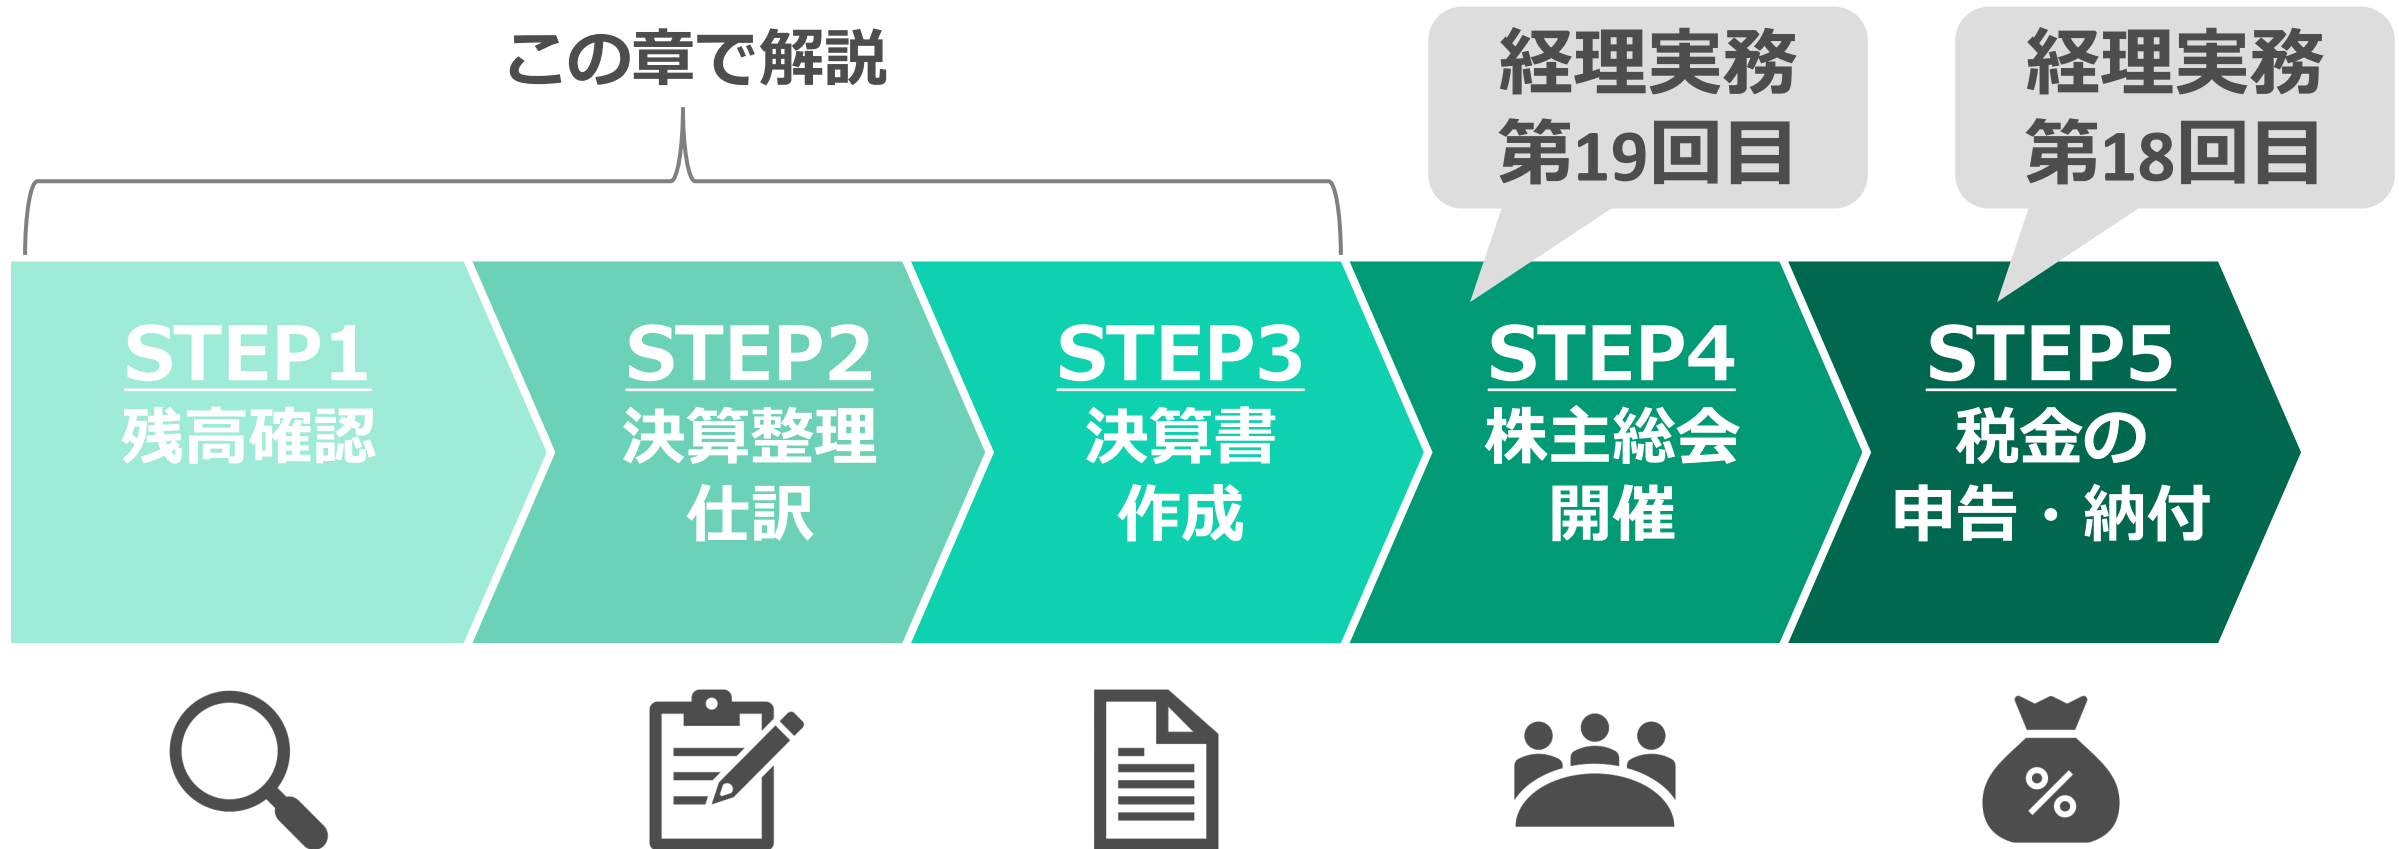 この章で解説
経理実務
第19回目
経理実務
第18回目
STEP1
残高確認
STEP2
決算整理
仕訳
STEP3
決算書
作成
STEP4
株主総会
開催
STEP5
税金の
申告・納付
%